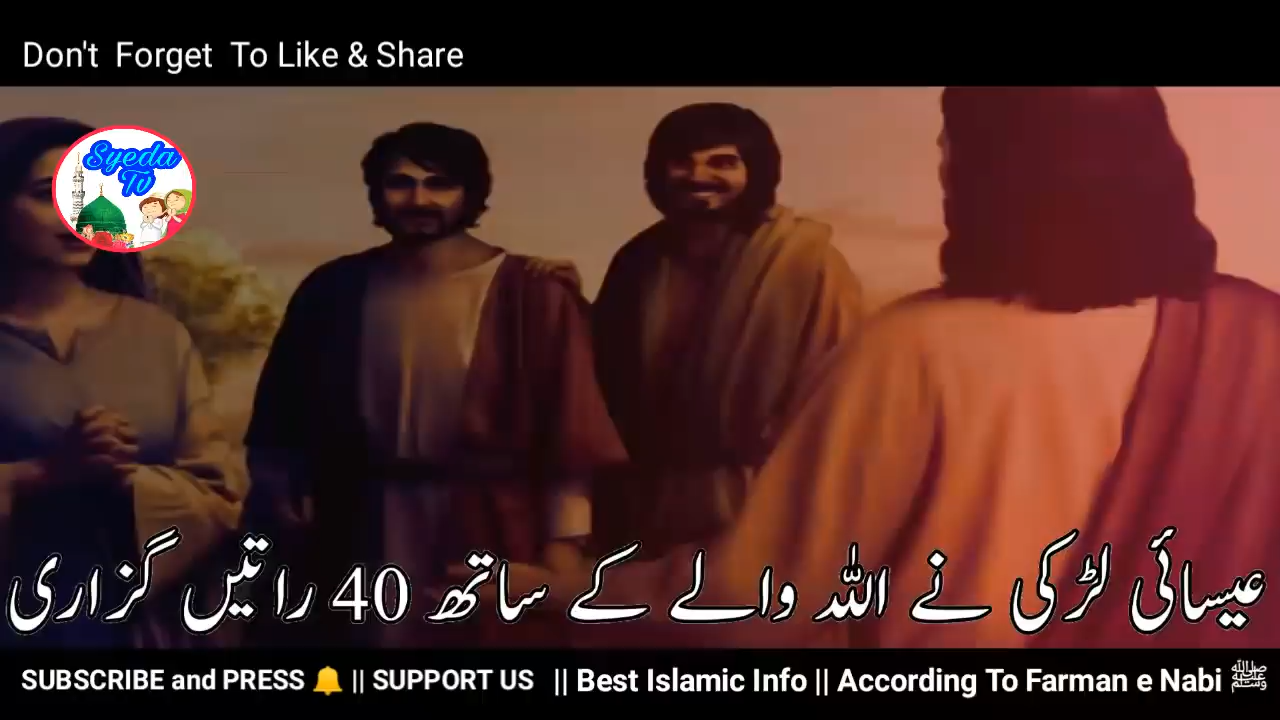 Don't Forget To Like & Share
Syeda
Tv
عیسائی لڑکی نے اللہ والے کے ساتھ 40 راتیں گزاری
SUBSCRIBE and PRESS 🔔 || SUPPORT US || Best Islamic Info || According To Farman e Nabi ﷺ